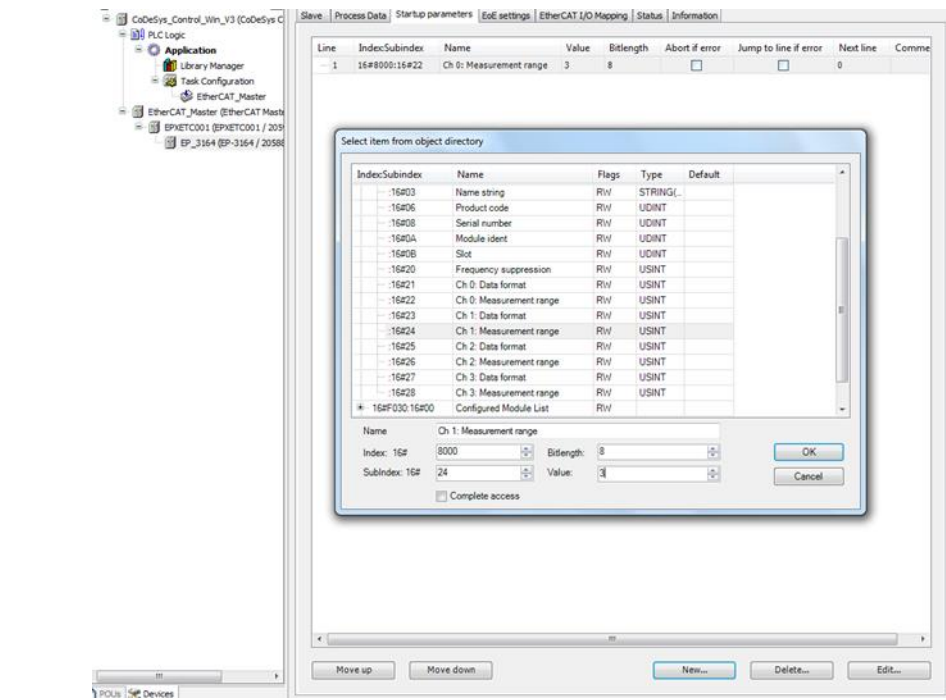 CoDeSys_Control_Win_V3 (CoDeSys C
PLC Logic
Application
Library Manager
Task Configuration
EtherCAT_Master
EtherCAT_Master (EtherCAT Maste
EPXETC001 (EPXETC001 / 205
EP_3164 (EP-3164 / 20588
POUs Devices
Slave Process Data Startup parameters EoE settings EtherCAT I/O Mapping Status Information
Line Index:Subindex Name Value Bitlength Abort if error Jump to line if error Next line Comme
1 16#8000:16#22 Ch 0: Measurement range 3 8 0
Select item from object directory
Index:Subindex Name Flags Type Default
:16#03 Name string RW STRING(...
:16#06 Product code RW UDINT
:16#08 Serial number RW UDINT
:16#0A Module ident RW UDINT
:16#0B Slot RW UDINT
:16#20 Frequency suppression RW USINT
:16#21 Ch 0: Data format RW USINT
:16#22 Ch 0: Measurement range RW USINT
:16#23 Ch 1: Data format RW USINT
:16#24 Ch 1: Measurement range RW USINT
:16#25 Ch 2: Data format RW USINT
:16#26 Ch 2: Measurement range RW USINT
:16#27 Ch 3: Data format RW USINT
:16#28 Ch 3: Measurement range RW USINT
16#F030:16#00 Configured Module List RW
Name Ch 1: Measurement range
Index: 16# 8000 Bitlength: 8 OK
SubIndex: 16# 24 Value: 3 Cancel
Complete access
Move up Move down New... Delete... Edit...